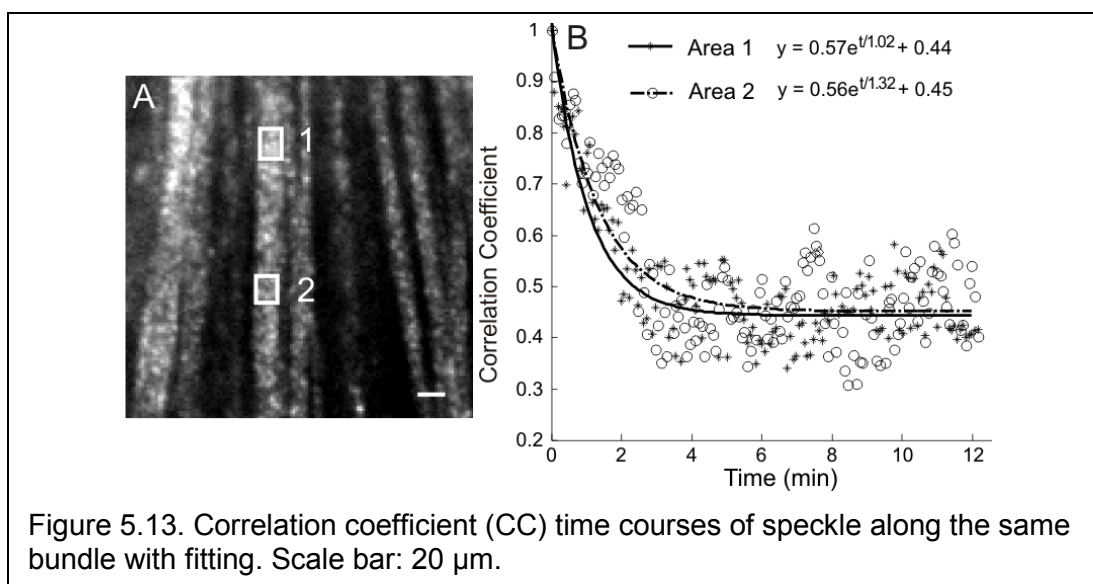 A
1
2
B
Area 1 y = 0.57e^{t/1.02} + 0.44
Area 2 y = 0.56e^{t/1.32} + 0.45
1
0.9
0.8
0.7
0.6
0.5
0.4
0.3
0.2
Correlation Coefficient
0 2 4 6 8 10 12
Time (min)
Figure 5.13. Correlation coefficient (CC) time courses of speckle along the same
bundle with fitting. Scale bar: 20 µm.